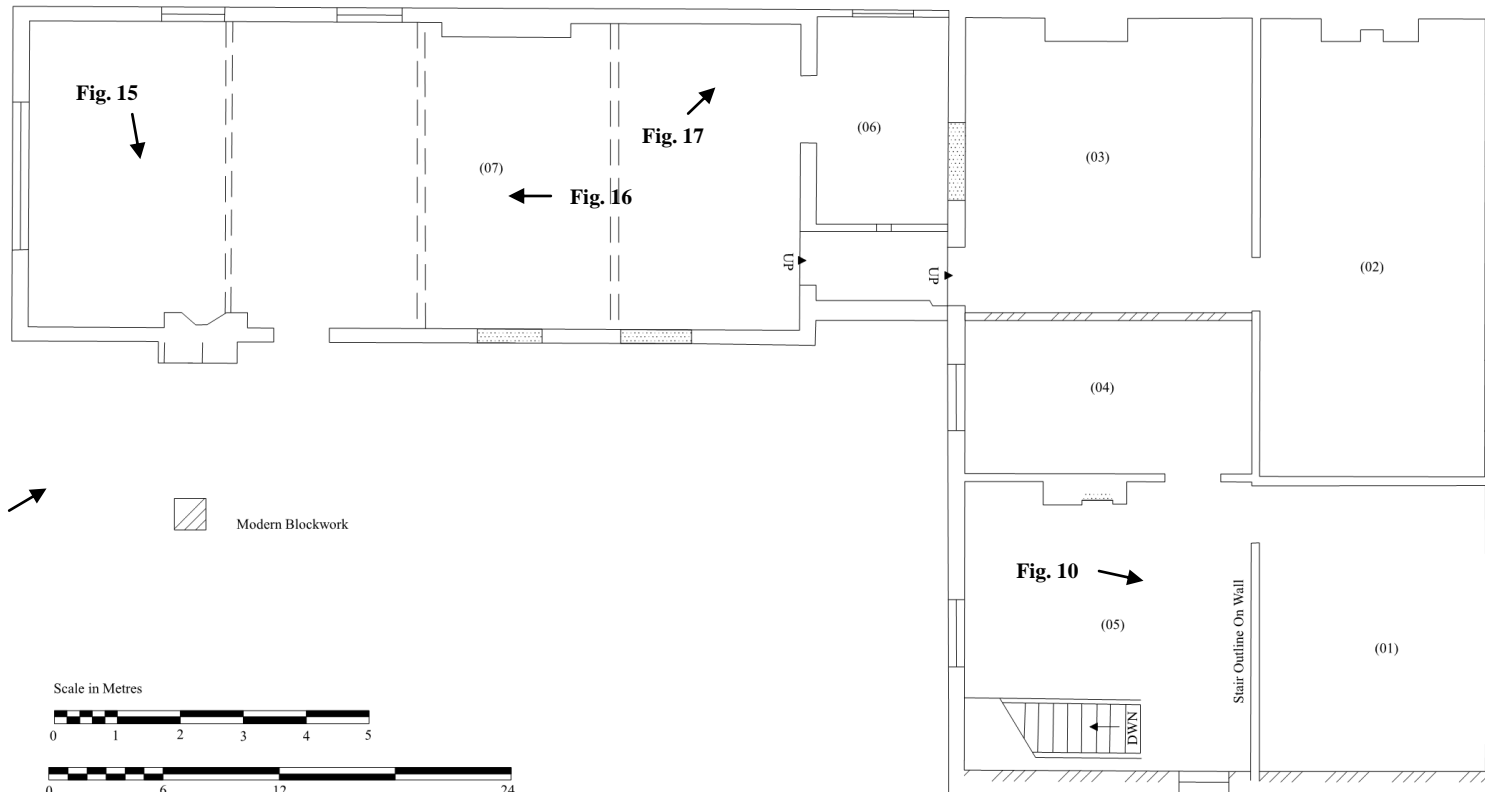 Fig. 15
Fig. 17
(06)
(03)
(07)
Fig. 16
UP
UP
(02)
(04)
Modern Blockwork
Fig. 10
(05)
Stair Outline On Wall
(01)
DWN
Scale in Metres
0 1 2 3 4 5
0 6 12 24